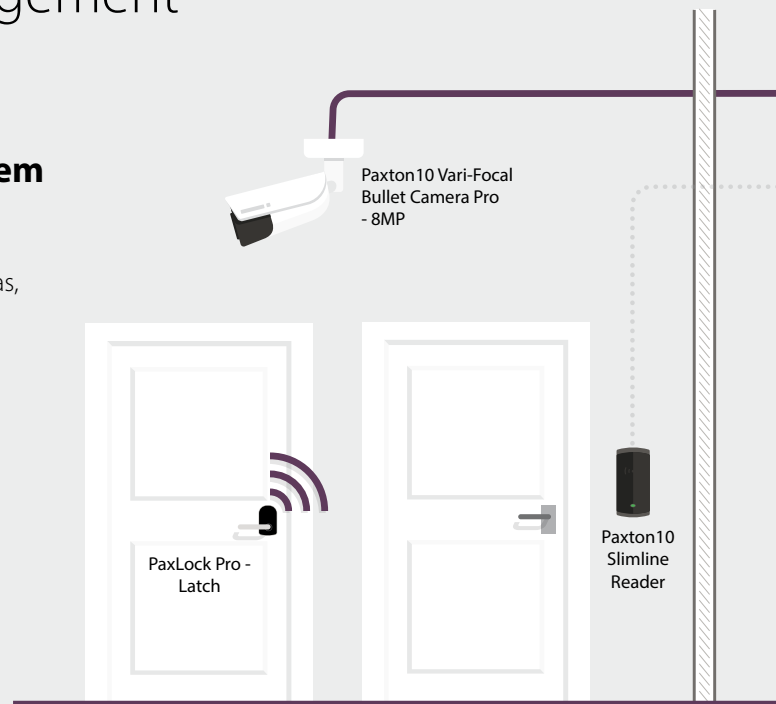 gement
em
Paxton10 Vari-Focal
Bullet Camera Pro
- 8MP
as,
PaxLock Pro -
Latch
Paxton10
Slimline
Reader